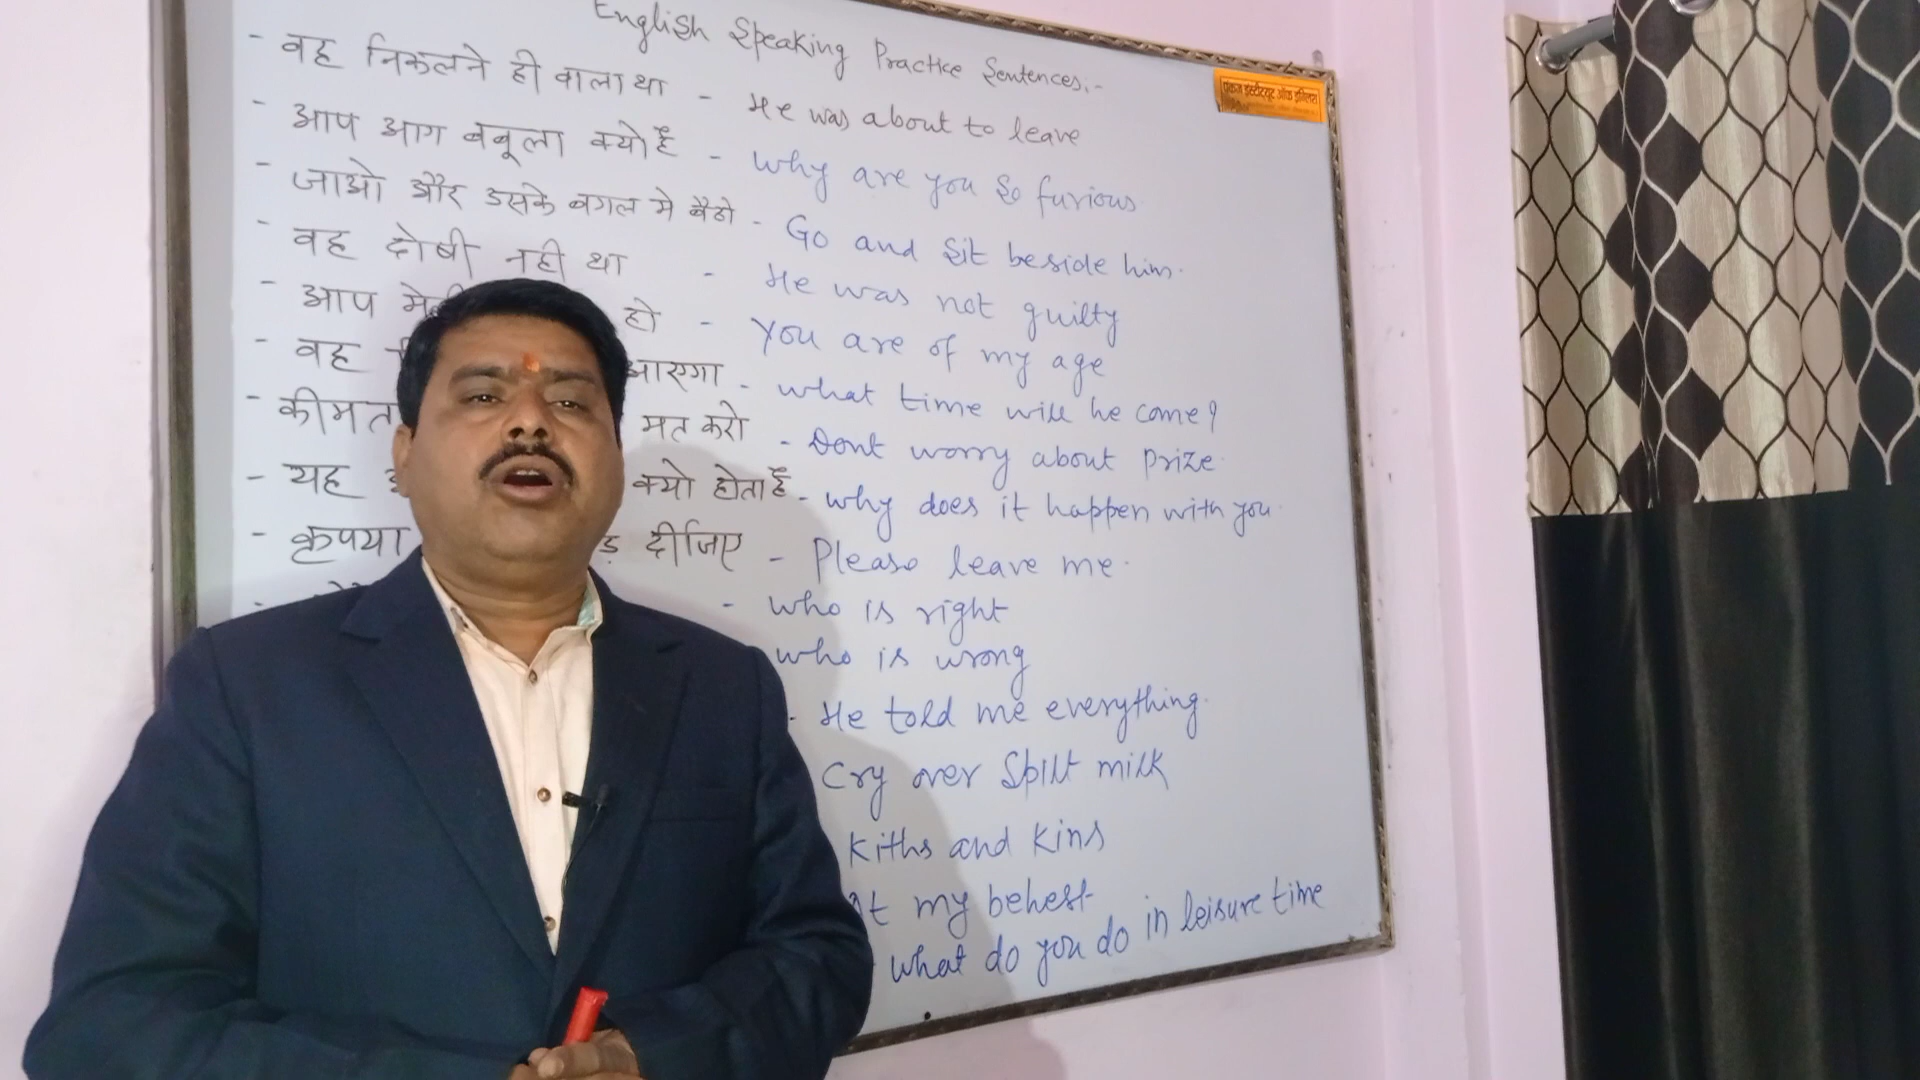 English Speaking Practice Sentences.-
पंकज इंस्टीट्यूट ऑफ इंग्लिश
- वह निकलने ही वाला था - He was about to leave
- आप आग बबूला क्यो है - why are you so furious
- जाओ और उसके बगल मे बैठो - Go and sit beside him.
- वह दोषी नही था - He was not guilty
- आप हो - you are of my age
- वह आएगा - what time will he come?
- कीमत मत करो - Dont worry about prize.
- यह क्यो होता है - why does it happen with you.
- कृपया दीजिए - Please leave me.
- who is right
who is wrong
- He told me everything.
Cry over spilt milk
kiths and kins
At my behest
what do you do in leisure time